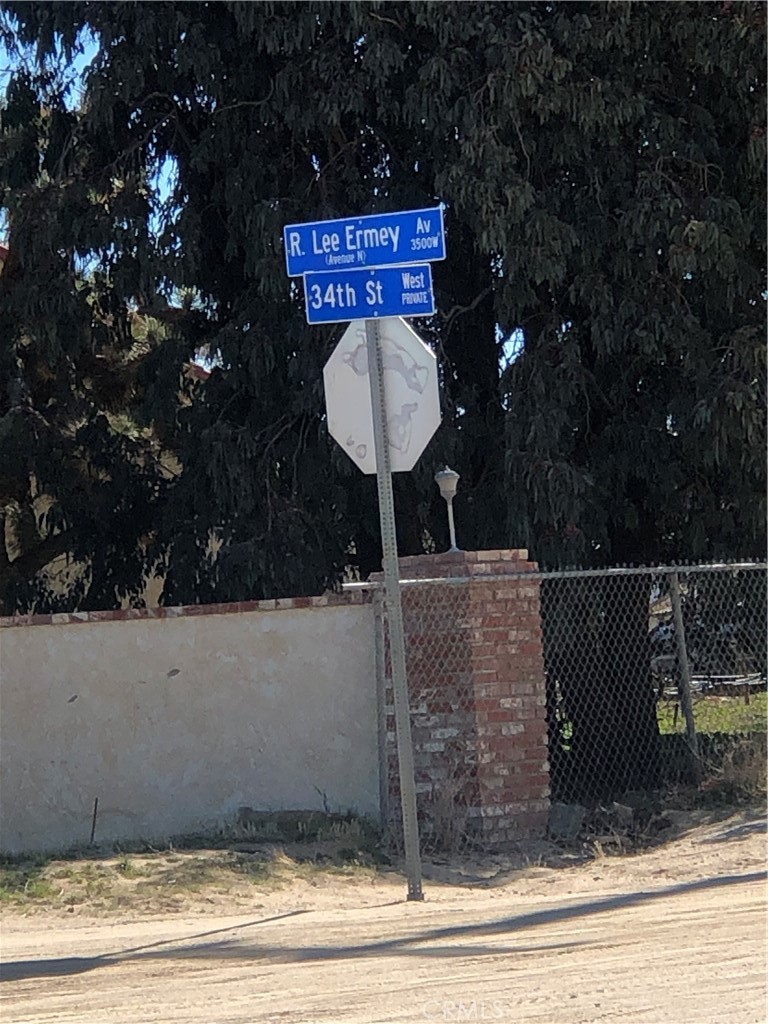 R. Lee Ermey Av
(Avenue N) 3500W
34th St West
PRIVATE
CRMLS